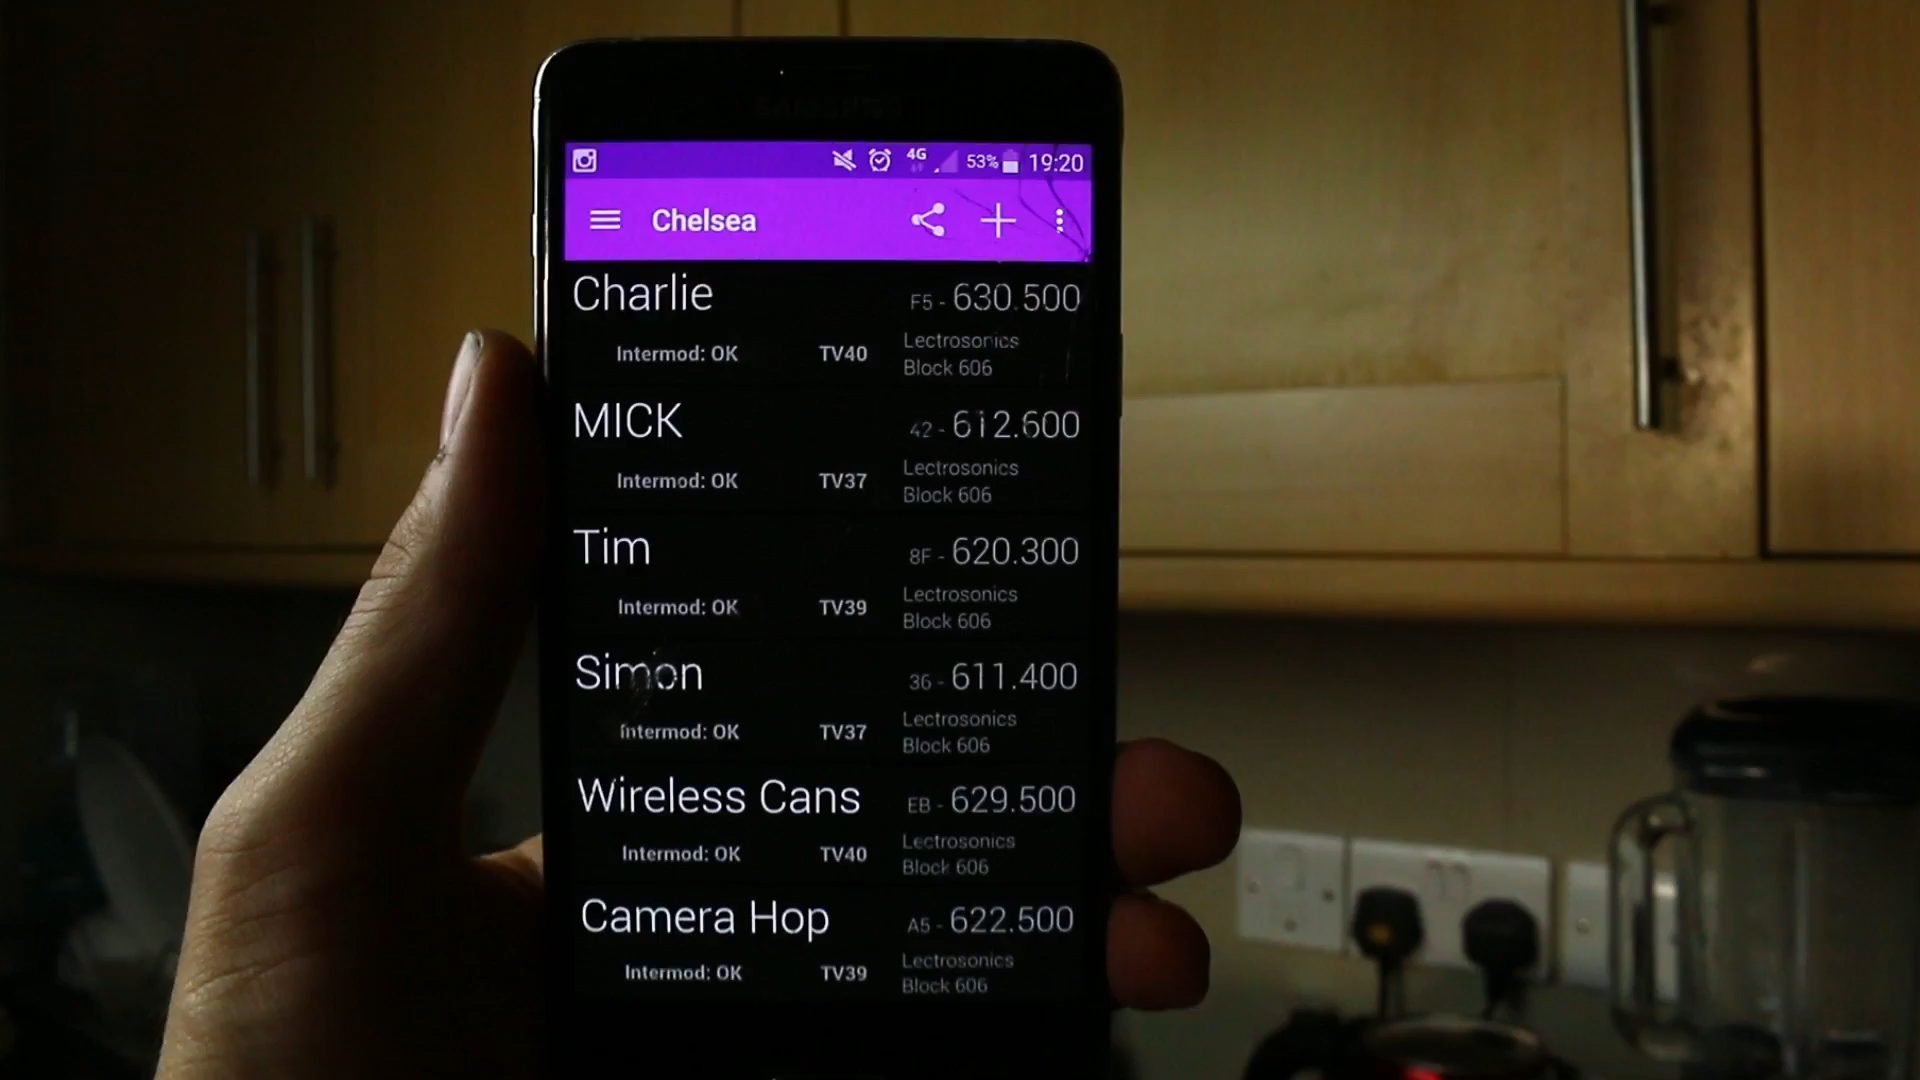 SAMSUNG
4G 53% 19:20
Chelsea
Charlie F5 - 630.500
Intermod: OK TV40 Lectrosonics
Block 606
MICK 42 - 612.600
Intermod: OK TV37 Lectrosonics
Block 606
Tim 8F - 620.300
Intermod: OK TV39 Lectrosonics
Block 606
Simon 36 - 611.400
Intermod: OK TV37 Lectrosonics
Block 606
Wireless Cans EB - 629.500
Intermod: OK TV40 Lectrosonics
Block 606
Camera Hop A5 - 622.500
Intermod: OK TV39 Lectrosonics
Block 606